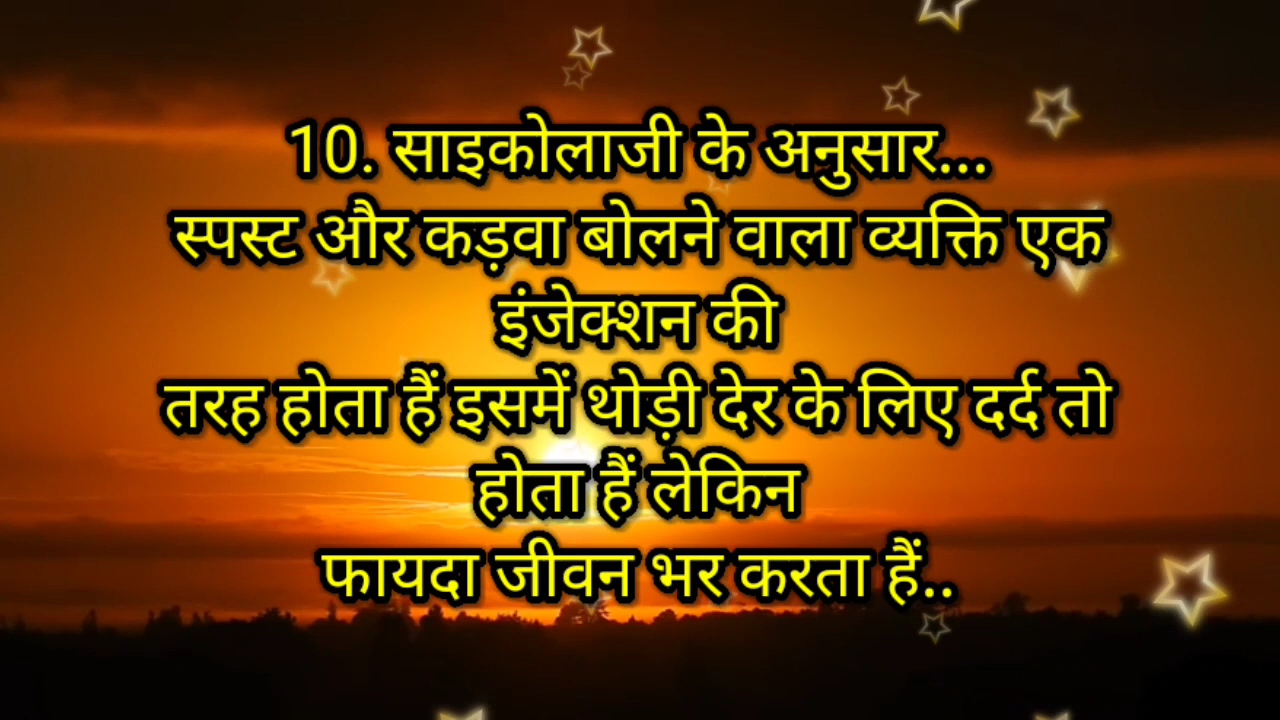 10. साइकोलाजी के अनुसार...
स्पस्ट और कड़वा बोलने वाला व्यक्ति एक
इंजेक्शन की
तरह होता हैं इसमें थोड़ी देर के लिए दर्द तो
होता हैं लेकिन
फायदा जीवन भर करता हैं..